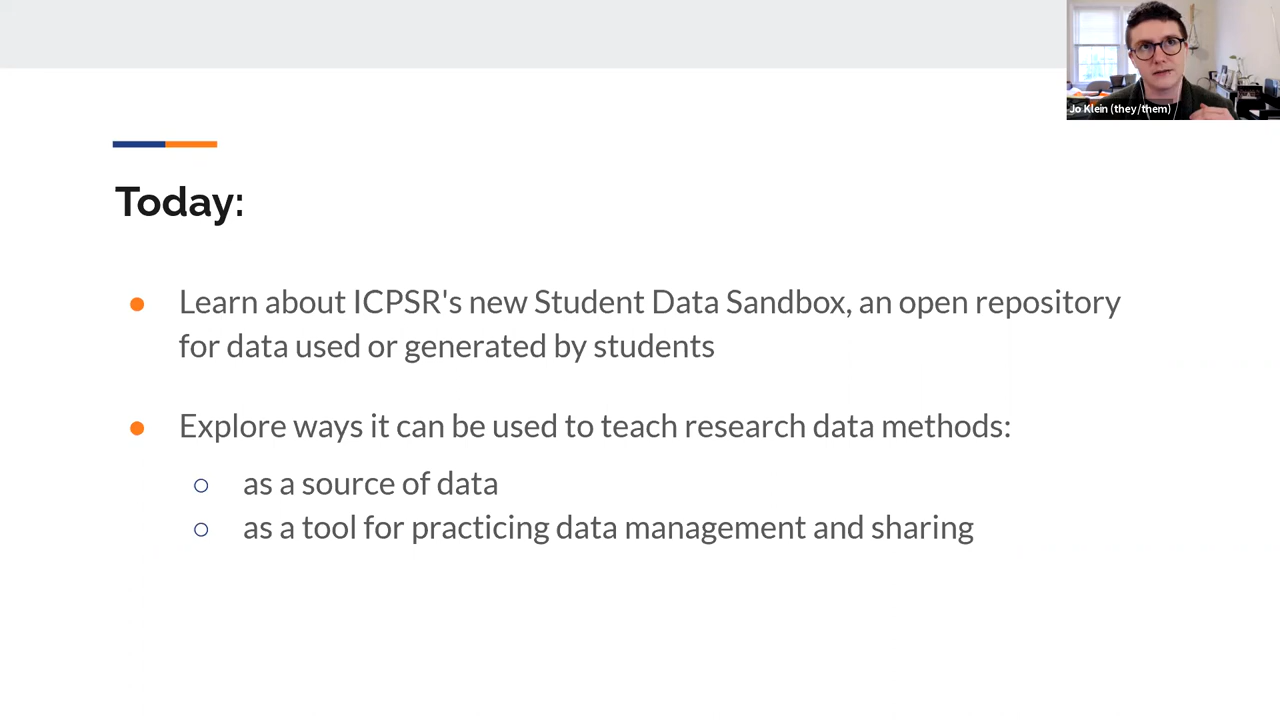 Jo Klein (they/them)
Today:
● Learn about ICPSR's new Student Data Sandbox, an open repository
for data used or generated by students
● Explore ways it can be used to teach research data methods:
○ as a source of data
○ as a tool for practicing data management and sharing